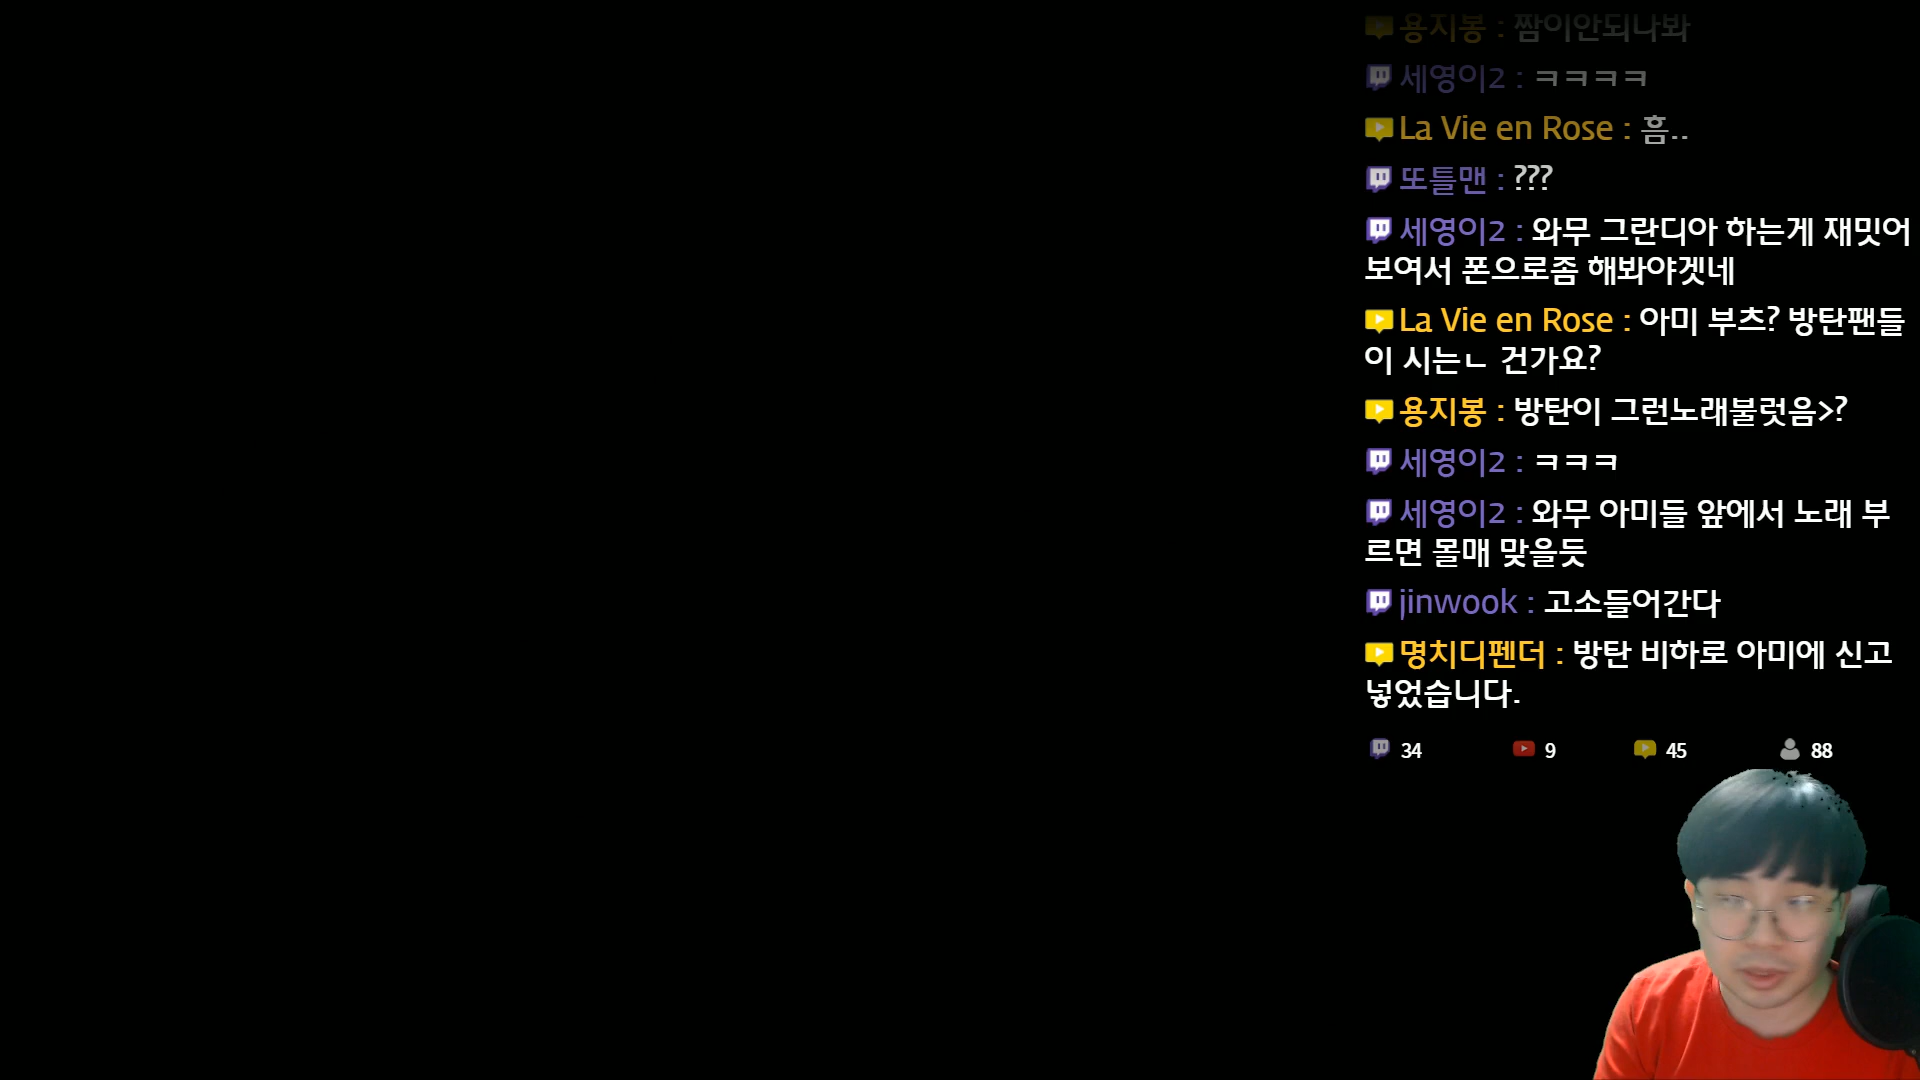 용지봉 : 짬이안되나봐
세영이2 : ㅋㅋㅋㅋ
La Vie en Rose : 흠..
또틀맨 : ???
세영이2 : 와무 그란디아 하는게 재밋어
보여서 폰으로좀 해봐야겟네
La Vie en Rose : 아미 부츠? 방탄팬들
이 시는ㄴ 건가요?
용지봉 : 방탄이 그런노래불럿음>?
세영이2 : ㅋㅋㅋ
세영이2 : 와무 아미들 앞에서 노래 부
르면 몰매 맞을듯
jinwook : 고소들어간다
명치디펜더 : 방탄 비하로 아미에 신고
넣었습니다.
34 9 45 88